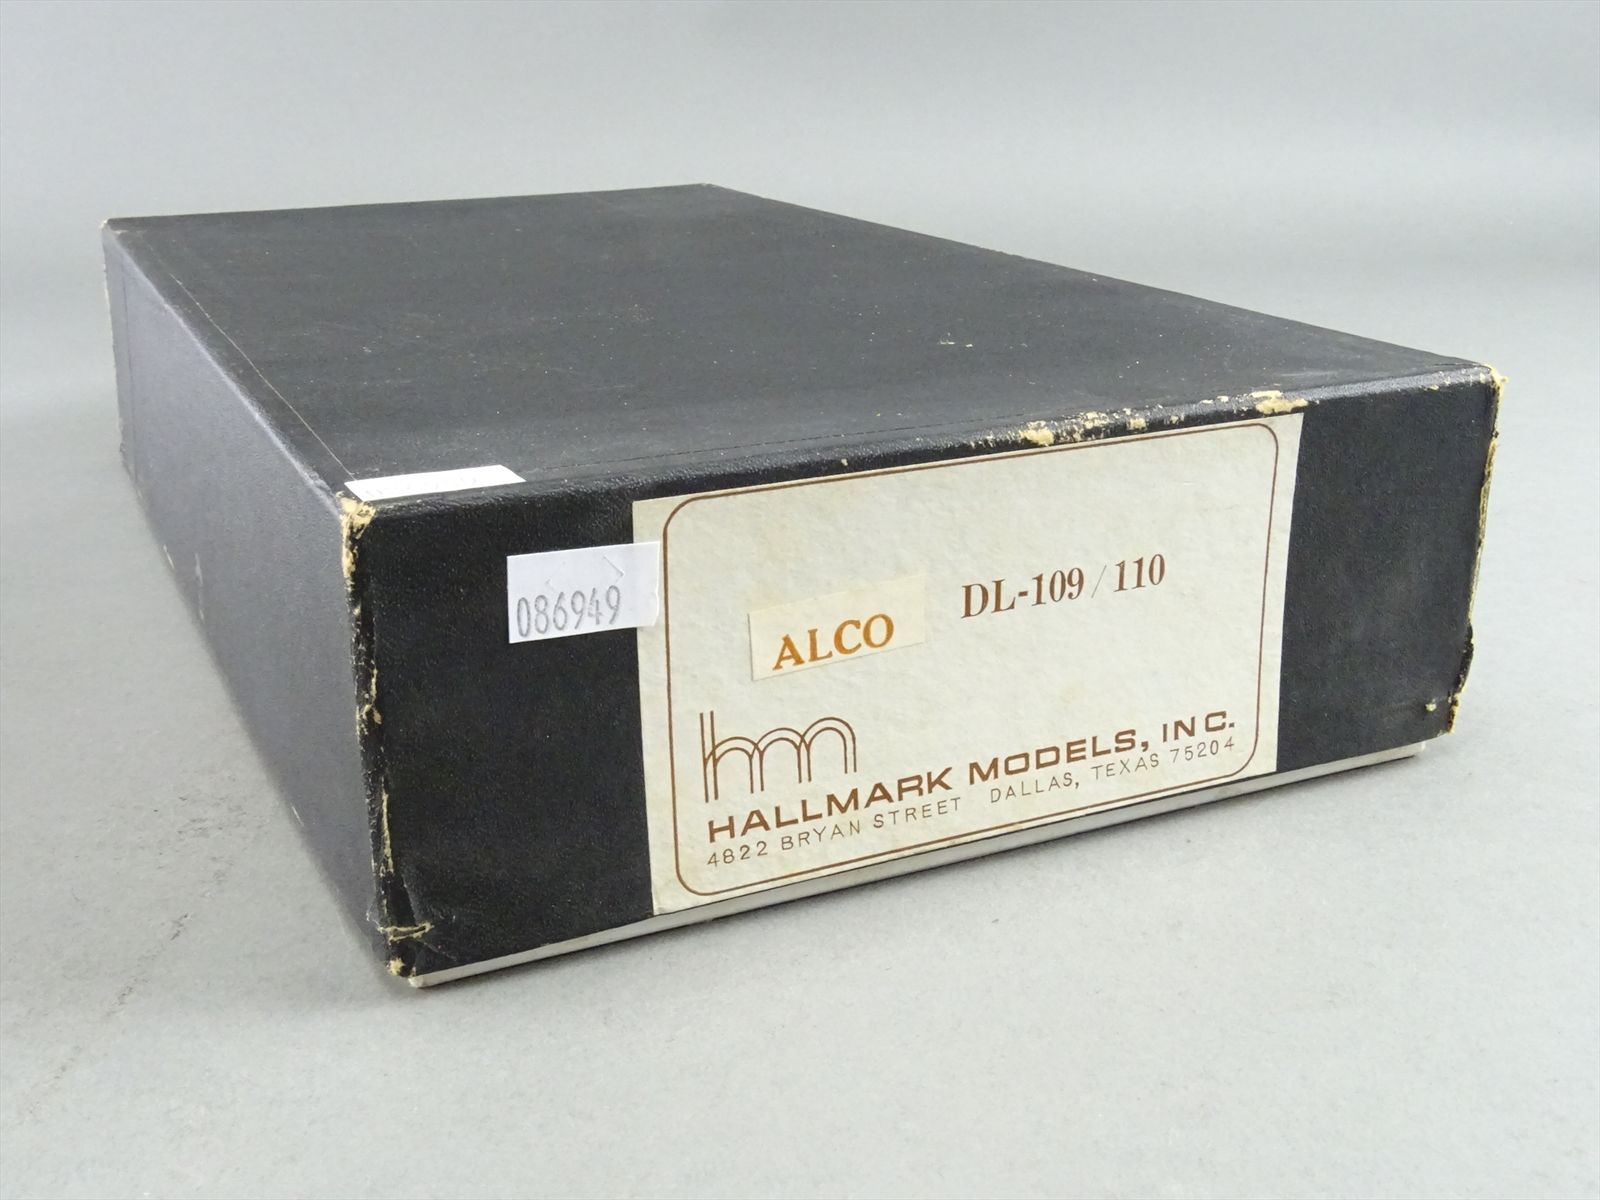 086949
ALCO
DL-109 / 110
hm
HALLMARK MODELS, INC.
4822 BRYAN STREET DALLAS, TEXAS 75204